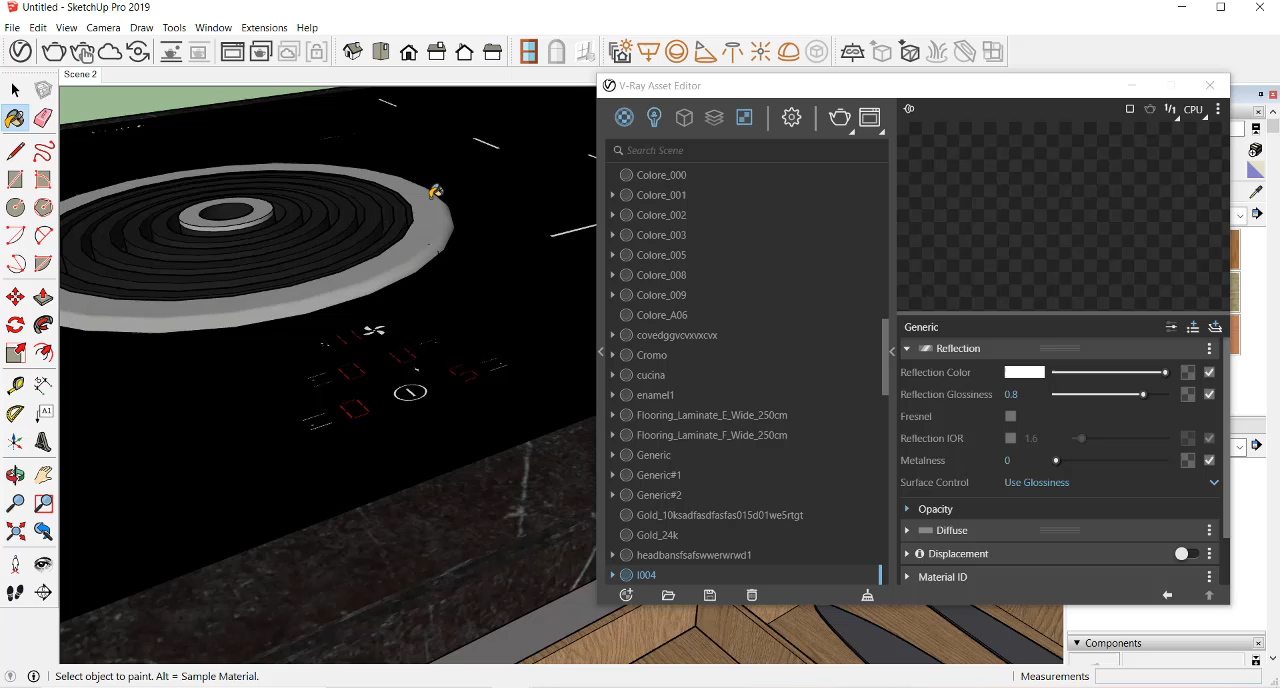 Untitled - SketchUp Pro 2019
File Edit View Camera Draw Tools Window Extensions Help
Scene 2
V-Ray Asset Editor
1/1 CPU
Search Scene
Colore_000
Colore_001
Colore_002
Colore_003
Colore_005
Colore_008
Colore_009
Colore_A06
covedggvcvxvxcvx
Cromo
cucina
enamel1
Flooring_Laminate_E_Wide_250cm
Flooring_Laminate_F_Wide_250cm
Generic
Generic#1
Generic#2
Gold_10ksadfasdfasfas015d01we5rtgt
Gold_24k
headbansfsafswwerwrwd1
I004
Generic
Reflection
Reflection Color
Reflection Glossiness 0.8
Fresnel
Reflection IOR 1.6
Metalness 0
Surface Control Use Glossiness
Opacity
Diffuse
Displacement
Material ID
A1
Components
Select object to paint. Alt = Sample Material.
Measurements